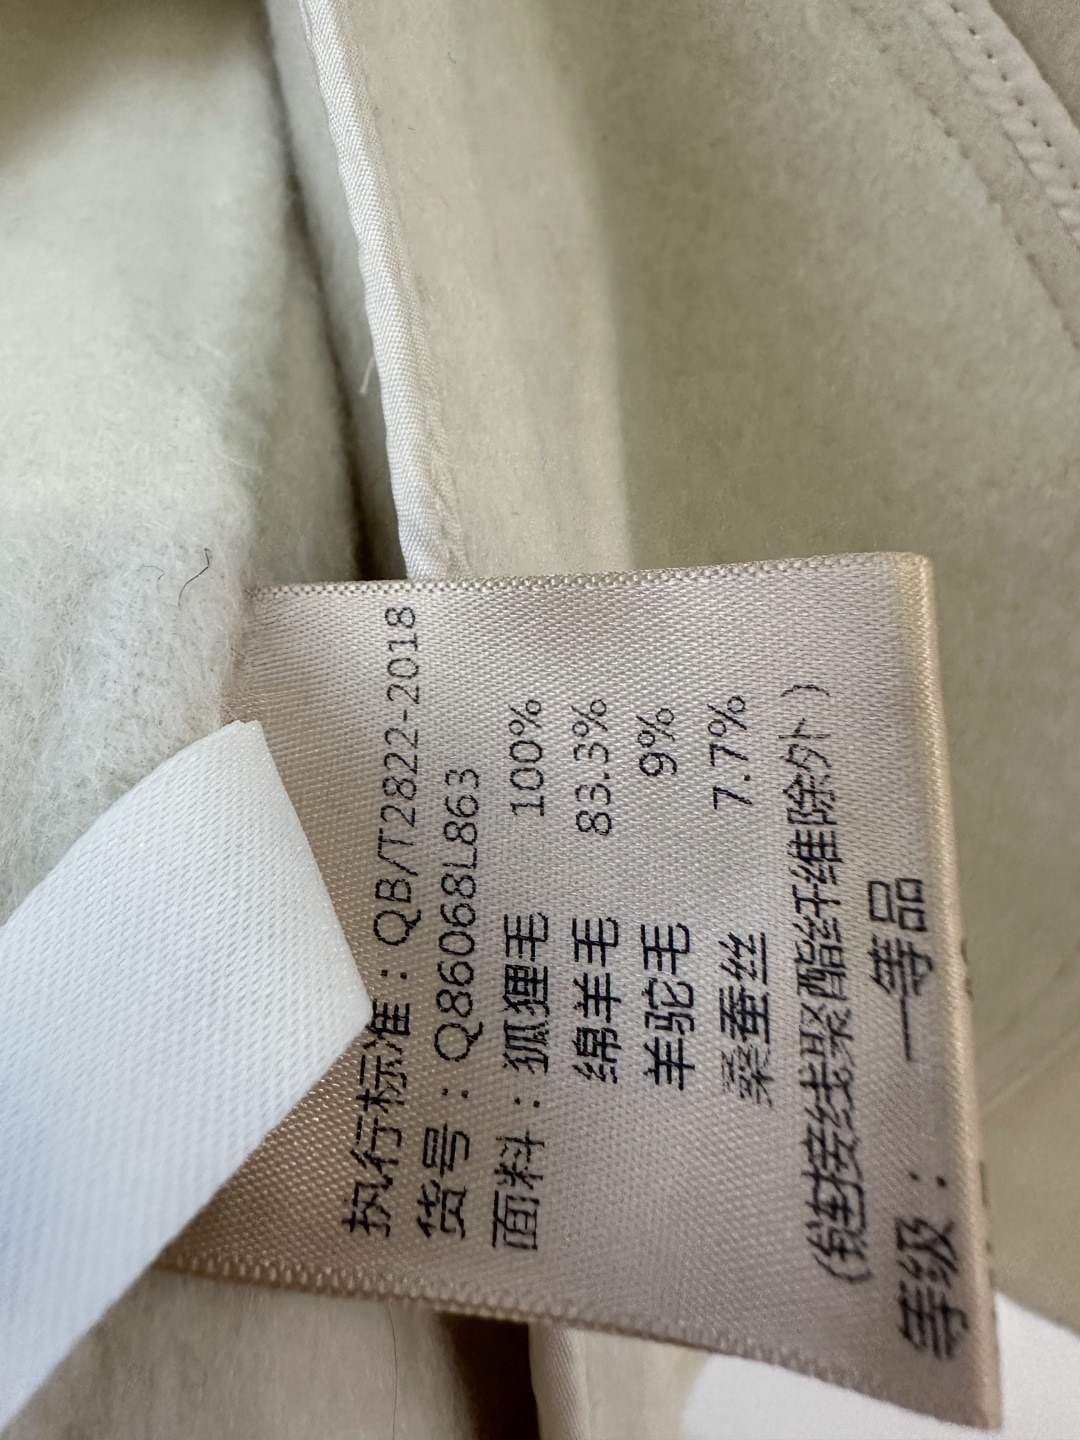 执行标准：QB/T2822-2018
货号：Q86068L863
面料：狐狸毛 100%
绵羊毛 83.3%
羊驼毛 9%
桑蚕丝 7.7%
（链接线聚酯纤维除外）
等级：一等品